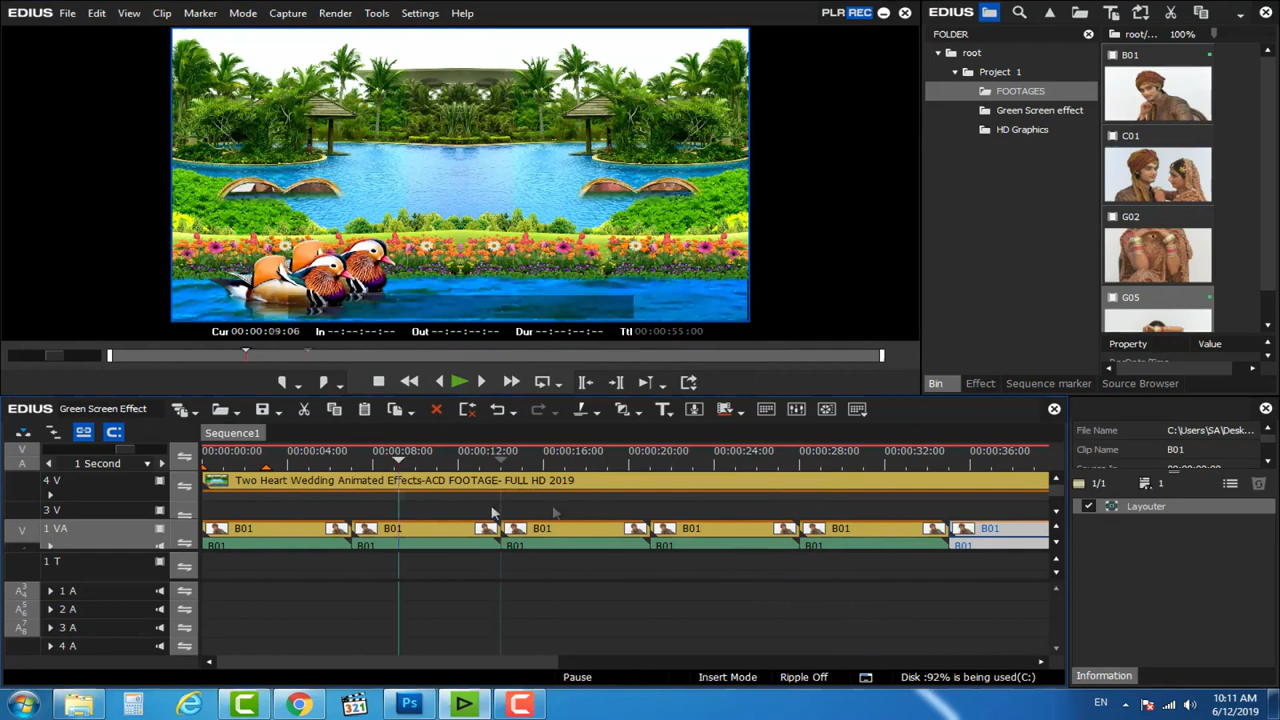 EDIUS File Edit View Clip Marker Mode Capture Render Tools Settings Help PLR REC
EDIUS
FOLDER
root/... 100%
root
Project 1
FOOTAGES
Green Screen effect
HD Graphics
B01
C01
G02
G05
Cur 00:00:09:06 In --:--:--:-- Out --:--:--:-- Dur --:--:--:-- Ttl 00:00:55:00
Property Value
Bin Effect Sequence marker Source Browser
EDIUS Green Screen Effect
Sequence1
V
A
1 Second
00:00:00:00 00:00:04:00 00:00:08:00 00:00:12:00 00:00:16:00 00:00:20:00 00:00:24:00 00:00:28:00 00:00:32:00 00:00:36:00
4 V
Two Heart Wedding Animated Effects-ACD FOOTAGE- FULL HD 2019
3 V
V 1 VA
B01 B01 B01 B01 B01 B01
B01 B01 B01 B01 B01 B01
1 T
1 A
2 A
3 A
4 A
File Name C:\Users\SA\Desk...
Clip Name B01
1/1 1
Layouter
Information
Pause Insert Mode Ripple Off Disk :92% is being used(C:)
321
Ps
EN
10:11 AM
6/12/2019